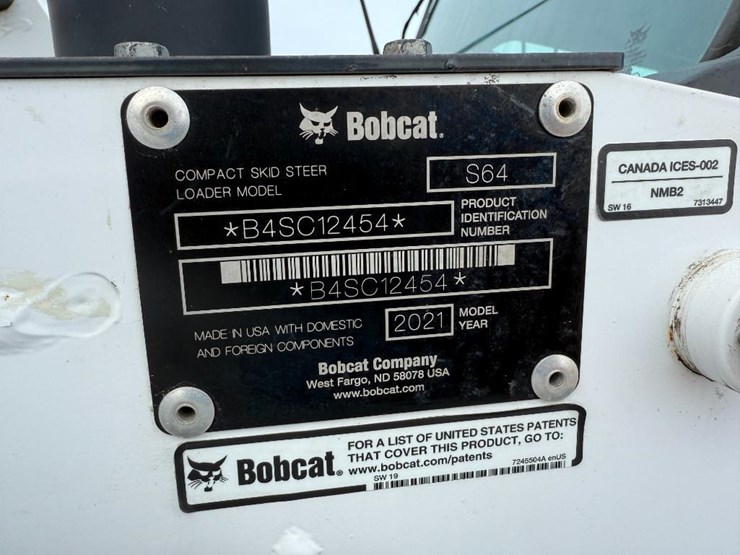 Bobcat.
COMPACT SKID STEER
LOADER MODEL
S64
*B4SC12454*
PRODUCT
IDENTIFICATION
NUMBER
*B4SC12454*
MADE IN USA WITH DOMESTIC
AND FOREIGN COMPONENTS
2021
MODEL
YEAR
Bobcat Company
West Fargo, ND 58078 USA
www.bobcat.com
CANADA ICES-002
NMB2
SW 16
7313447
Bobcat.
FOR A LIST OF UNITED STATES PATENTS
THAT COVER THIS PRODUCT, GO TO:
www.bobcat.com/patents
7245504A enUS
SW 19